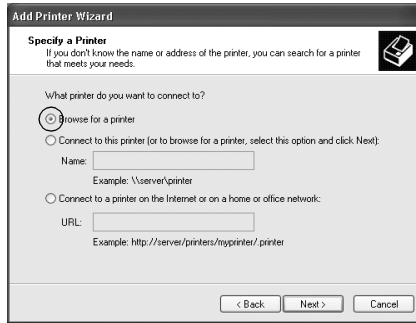 Add Printer Wizard
Specify a Printer
If you don't know the name or address of the printer, you can search for a printer
that meets your needs.
What printer do you want to connect to?
Browse for a printer
Connect to this printer (or to browse for a printer, select this option and click Next):
Name:
Example: \\server\printer
Connect to a printer on the Internet or on a home or office network:
URL:
Example: http://server/printers/myprinter/.printer
< Back Next > Cancel